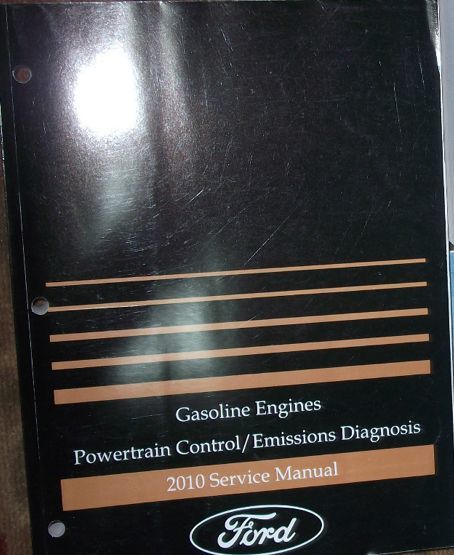 Gasoline Engines
Powertrain Control/Emissions Diagnosis
2010 Service Manual
Ford